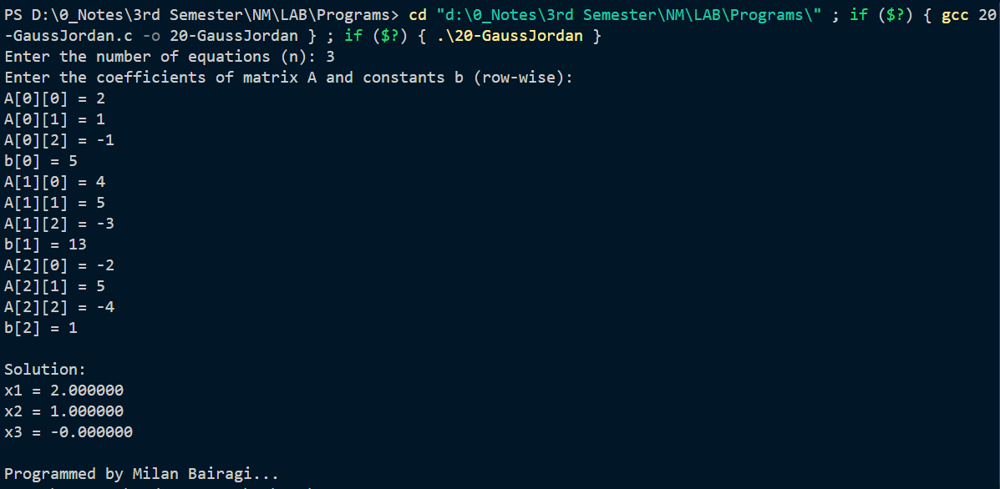 PS D:\0_Notes\3rd Semester\NM\LAB\Programs> cd "d:\0_Notes\3rd Semester\NM\LAB\Programs\" ; if ($?) { gcc 20
-GaussJordan.c -o 20-GaussJordan } ; if ($?) { .\20-GaussJordan }
Enter the number of equations (n): 3
Enter the coefficients of matrix A and constants b (row-wise):
A[0][0] = 2
A[0][1] = 1
A[0][2] = -1
b[0] = 5
A[1][0] = 4
A[1][1] = 5
A[1][2] = -3
b[1] = 13
A[2][0] = -2
A[2][1] = 5
A[2][2] = -4
b[2] = 1
Solution:
x1 = 2.000000
x2 = 1.000000
x3 = -0.000000
Programmed by Milan Bairagi...